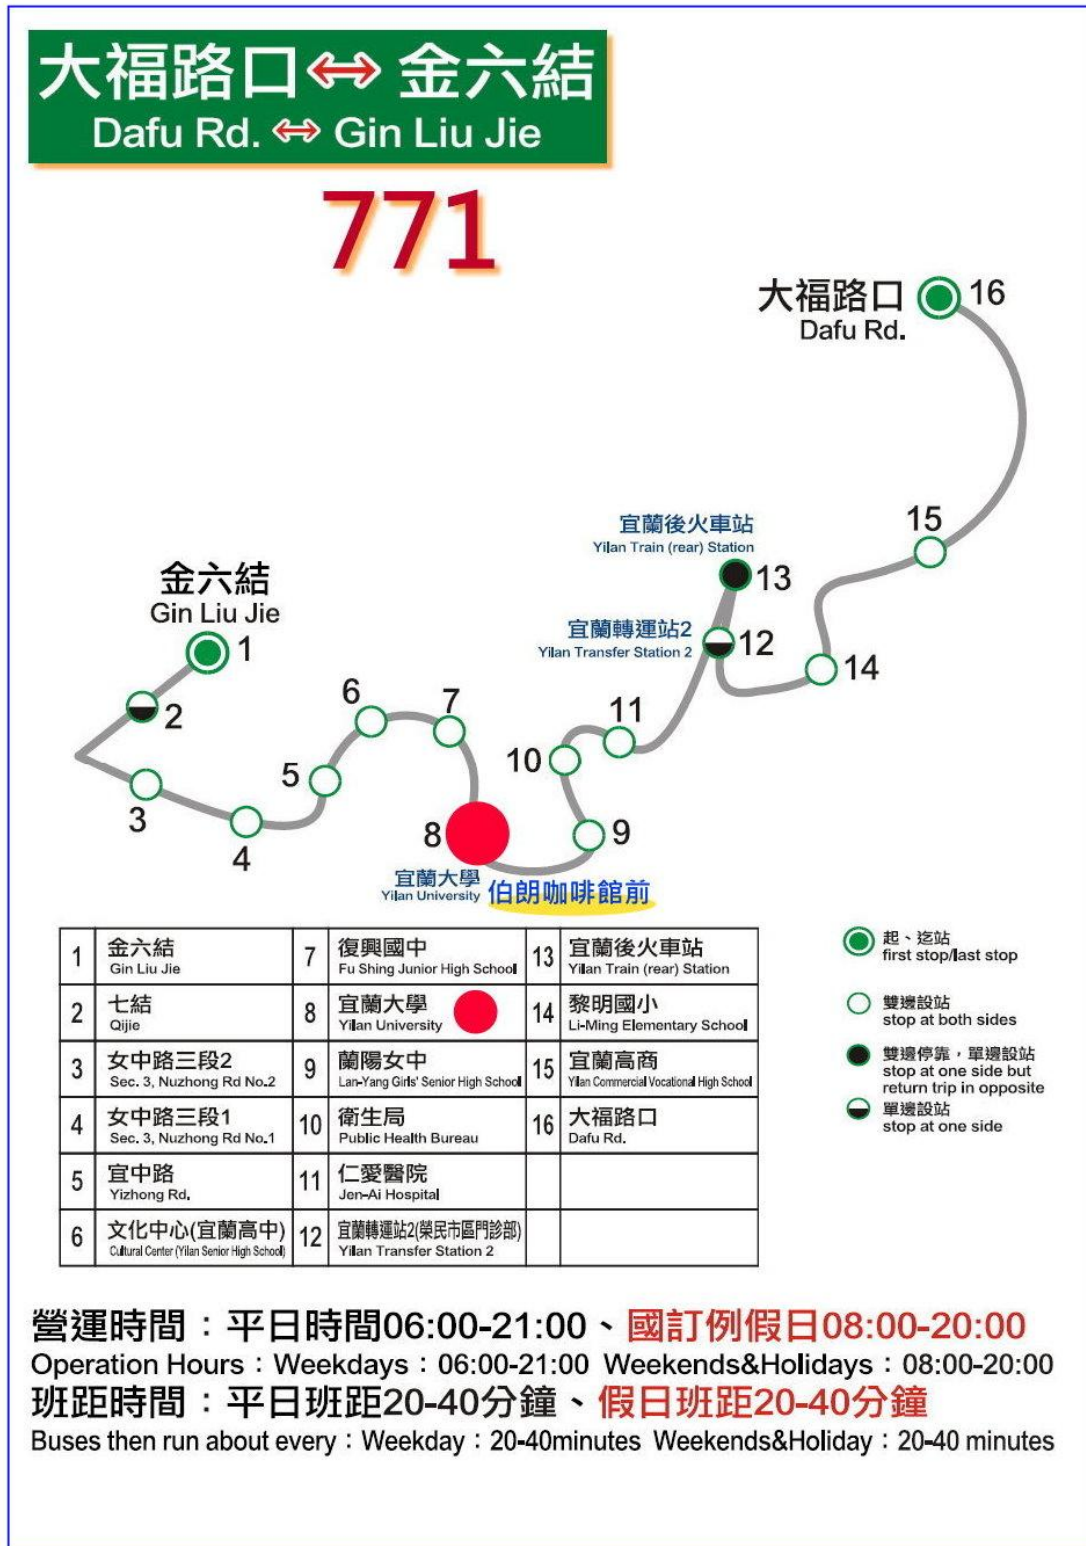 大福路口↔金六結
Dafu Rd. ↔ Gin Liu Jie
771
大福路口 16
Dafu Rd.
15
宜蘭後火車站
Yilan Train (rear) Station
13
金六結
Gin Liu Jie
1
宜蘭轉運站2
Yilan Transfer Station 2
12
14
2
6
7
11
10
5
3
8
9
4
宜蘭大學
Yilan University
伯朗咖啡館前
1 金六結 7 復興國中 13 宜蘭後火車站
Gin Liu Jie Fu Shing Junior High School Yilan Train (rear) Station
2 七結 8 宜蘭大學 14 黎明國小
Qijie Yilan University Li-Ming Elementary School
3 女中路三段2 9 蘭陽女中 15 宜蘭高商
Sec. 3, Nuzhong Rd No.2 Lan-Yang Girls' Senior High School Yilan Commercial Vocational High School
4 女中路三段1 10 衛生局 16 大福路口
Sec. 3, Nuzhong Rd No.1 Public Health Bureau Dafu Rd.
5 宜中路 11 仁愛醫院
Yizhong Rd. Jen-Ai Hospital
6 文化中心(宜蘭高中) 12 宜蘭轉運站2(榮民市區門診部)
Cultural Center (Yilan Senior High School) Yilan Transfer Station 2
起、迄站
first stop/last stop
雙邊設站
stop at both sides
雙邊停靠，單邊設站
stop at one side but
return trip in opposite
單邊設站
stop at one side
營運時間：平日時間06:00-21:00、國訂例假日08:00-20:00
Operation Hours：Weekdays：06:00-21:00 Weekends&Holidays：08:00-20:00
班距時間：平日班距20-40分鐘、假日班距20-40分鐘
Buses then run about every：Weekday：20-40minutes Weekends&Holiday：20-40 minutes